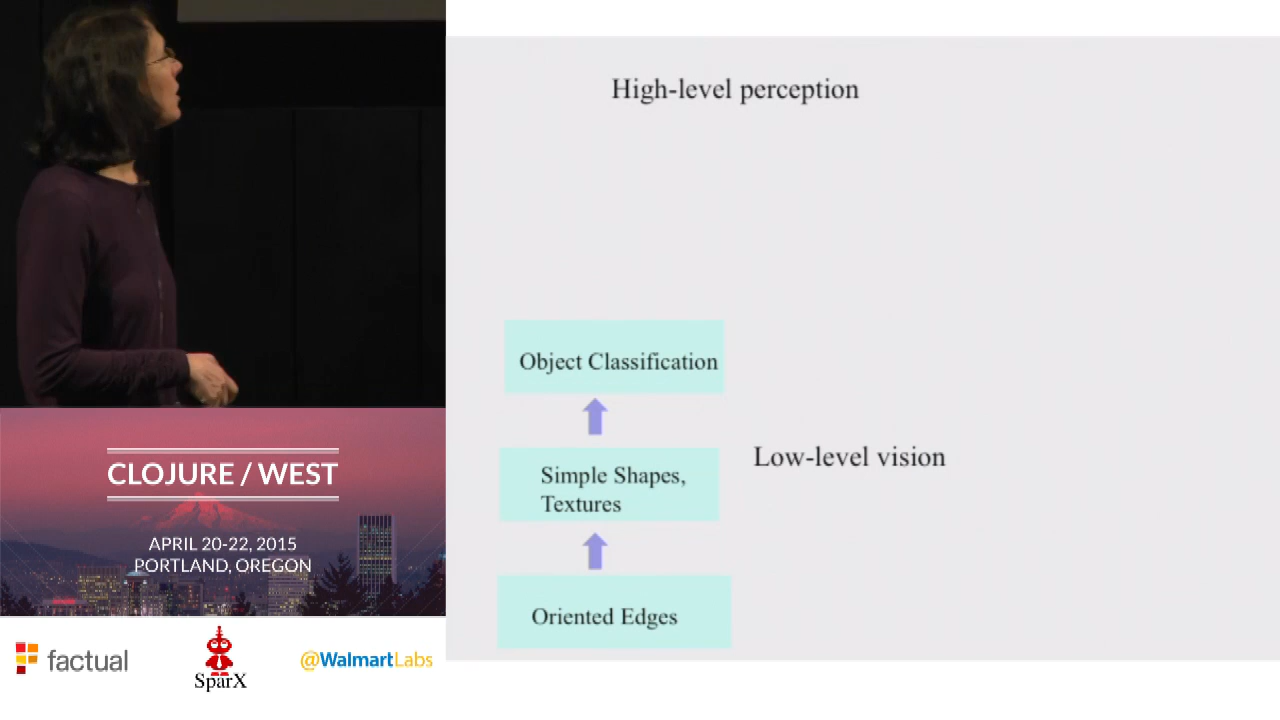 High-level perception
Object Classification
Simple Shapes,
Textures
Low-level vision
Oriented Edges
CLOJURE / WEST
APRIL 20-22, 2015
PORTLAND, OREGON
factual
SparX
@WalmartLabs